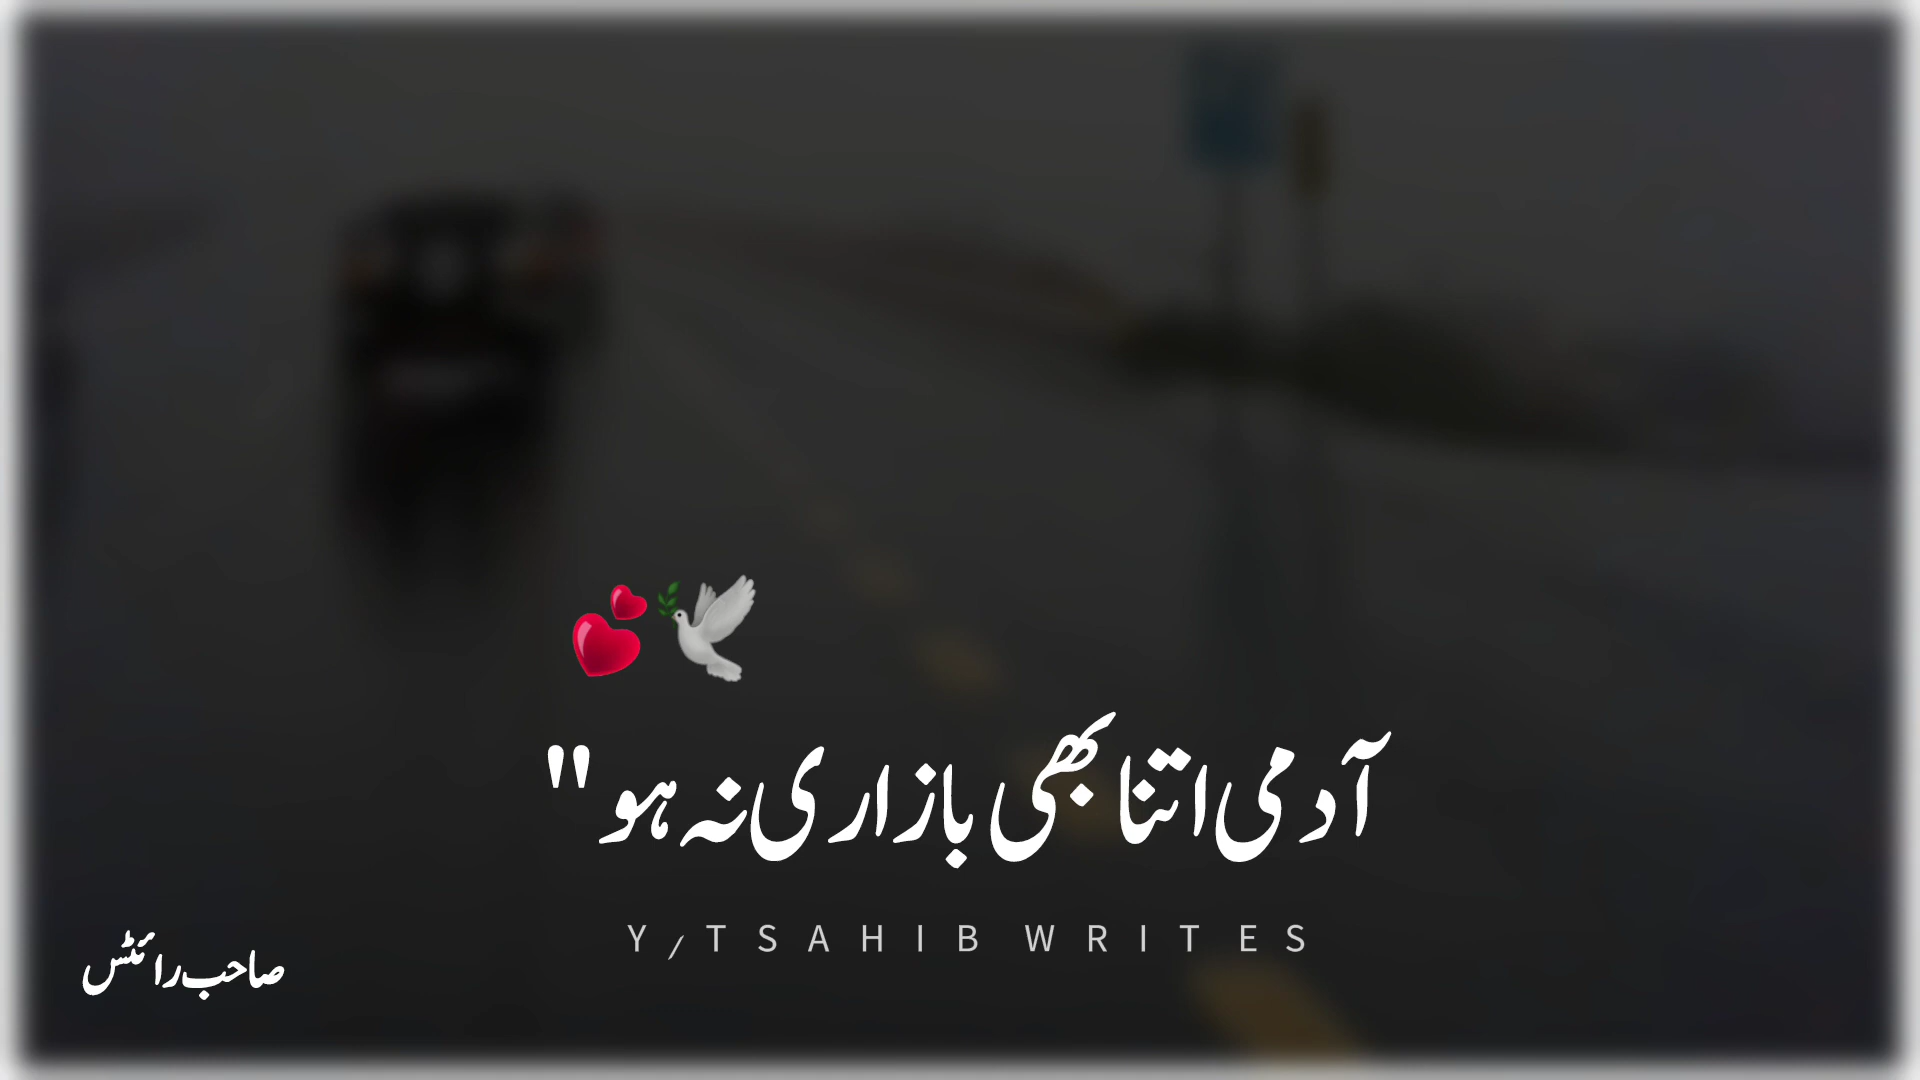 💕🕊️
آدمی اتنا بھی بازاری نہ ہو "
Y/T SAHIB WRITES
صاحب رائٹس